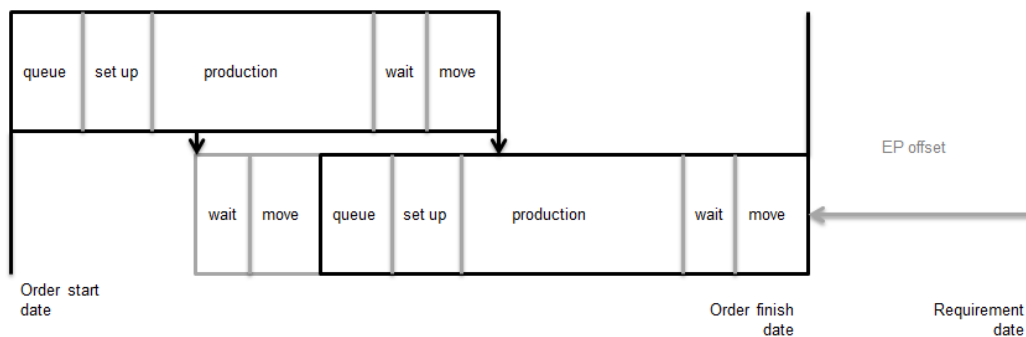 queue set up production wait move
EP offset
wait move queue set up production wait move
Order start
date
Order finish
date
Requirement
date